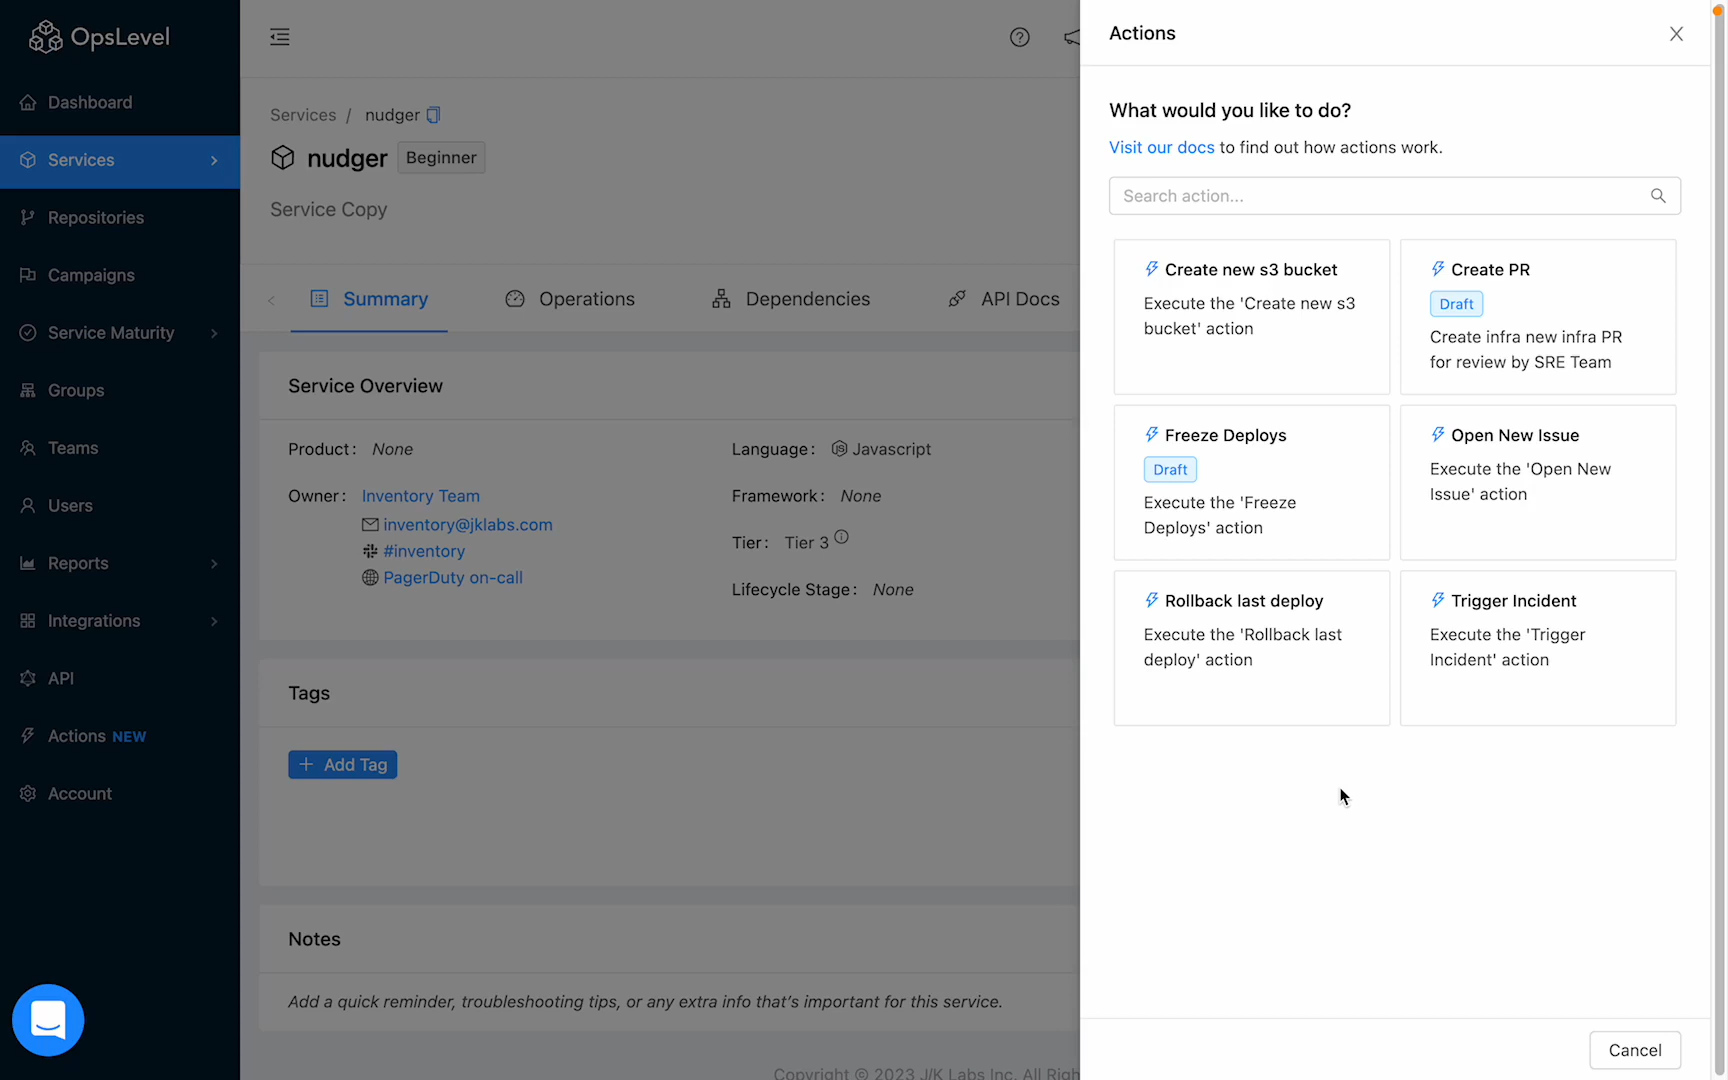 OpsLevel
Dashboard
Services
Repositories
Campaigns
Service Maturity
Groups
Teams
Users
Reports
Integrations
API
Actions NEW
Account
Services / nudger
nudger Beginner
Service Copy
Summary
Operations
Dependencies
API Docs
Service Overview
Product: None
Owner: Inventory Team
inventory@jklabs.com
#inventory
PagerDuty on-call
Language: Javascript
Framework: None
Tier: Tier 3
Lifecycle Stage: None
Tags
+ Add Tag
Notes
Add a quick reminder, troubleshooting tips, or any extra info that's important for this service.
Copyright © 2023 J/K Labs Inc. All Righ
Actions
What would you like to do?
Visit our docs to find out how actions work.
Search action...
Create new s3 bucket
Execute the 'Create new s3
bucket' action
Create PR
Draft
Create infra new infra PR
for review by SRE Team
Freeze Deploys
Draft
Execute the 'Freeze
Deploys' action
Open New Issue
Execute the 'Open New
Issue' action
Rollback last deploy
Execute the 'Rollback last
deploy' action
Trigger Incident
Execute the 'Trigger
Incident' action
Cancel